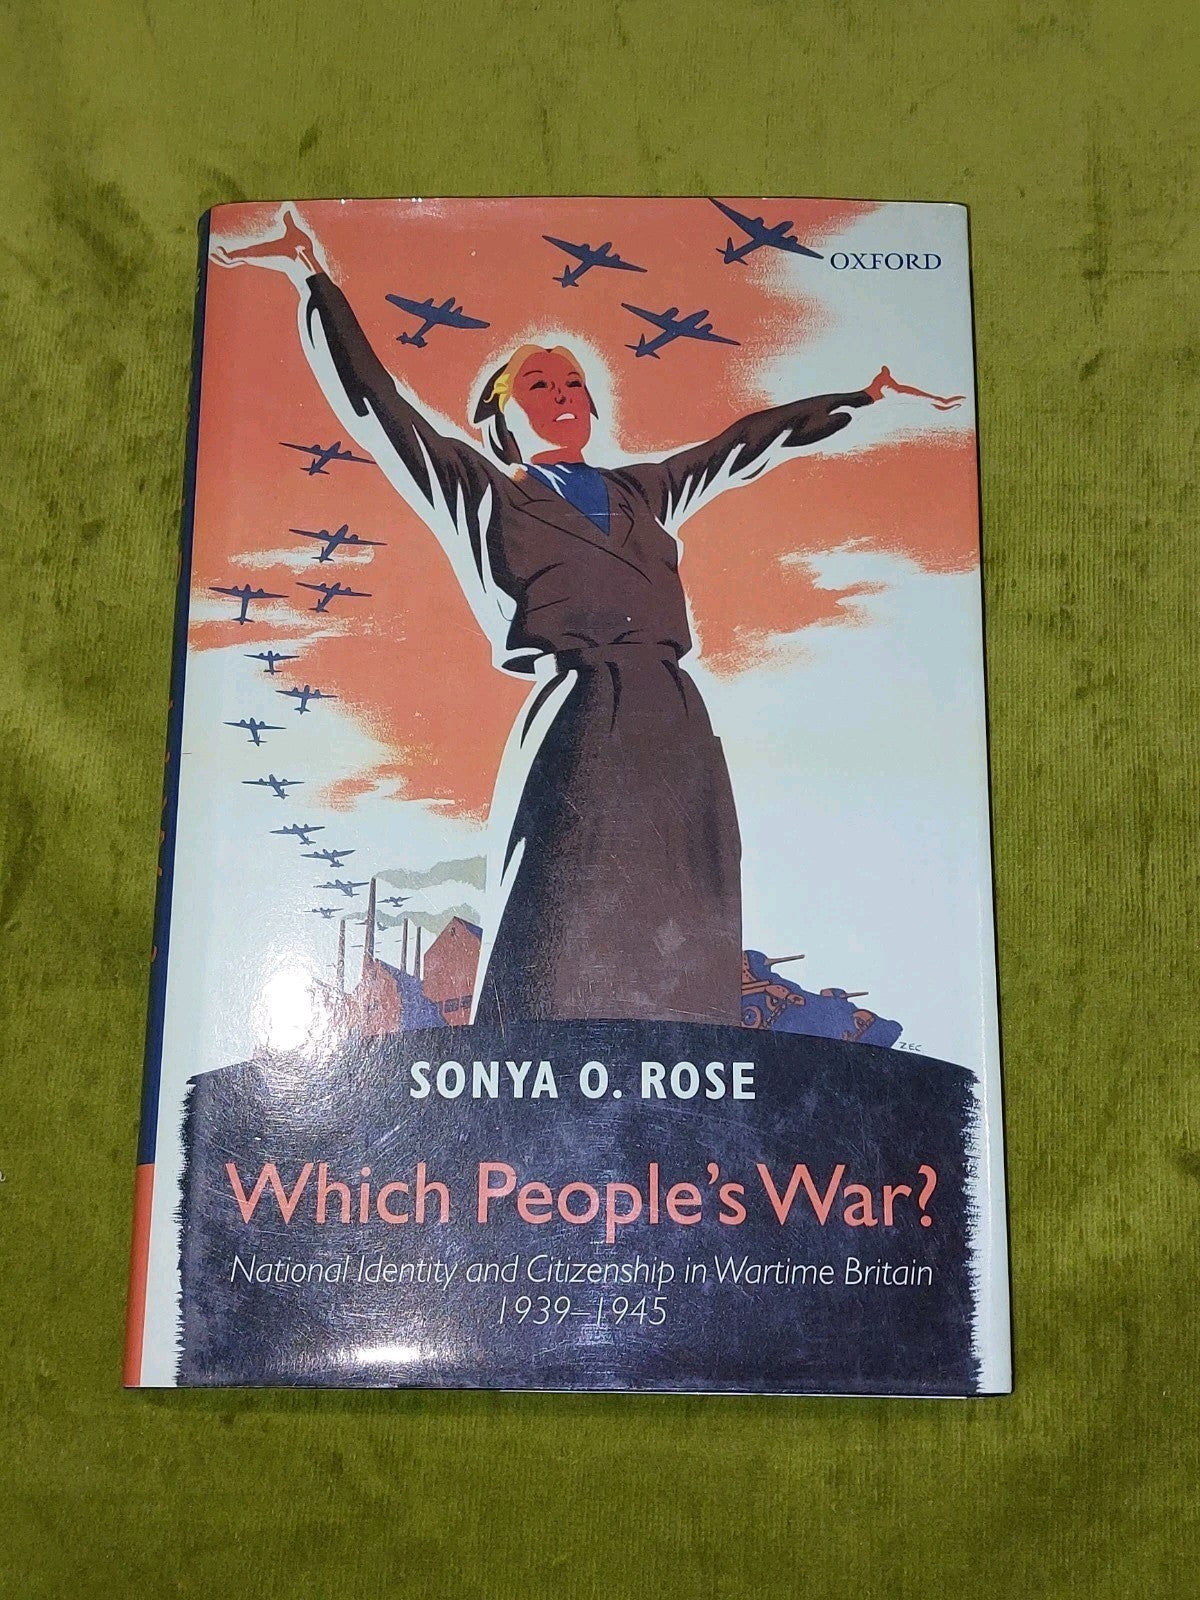 OXFORD
ZEC
SONYA O. ROSE
Which People's War?
National Identity and Citizenship in Wartime Britain
1939–1945